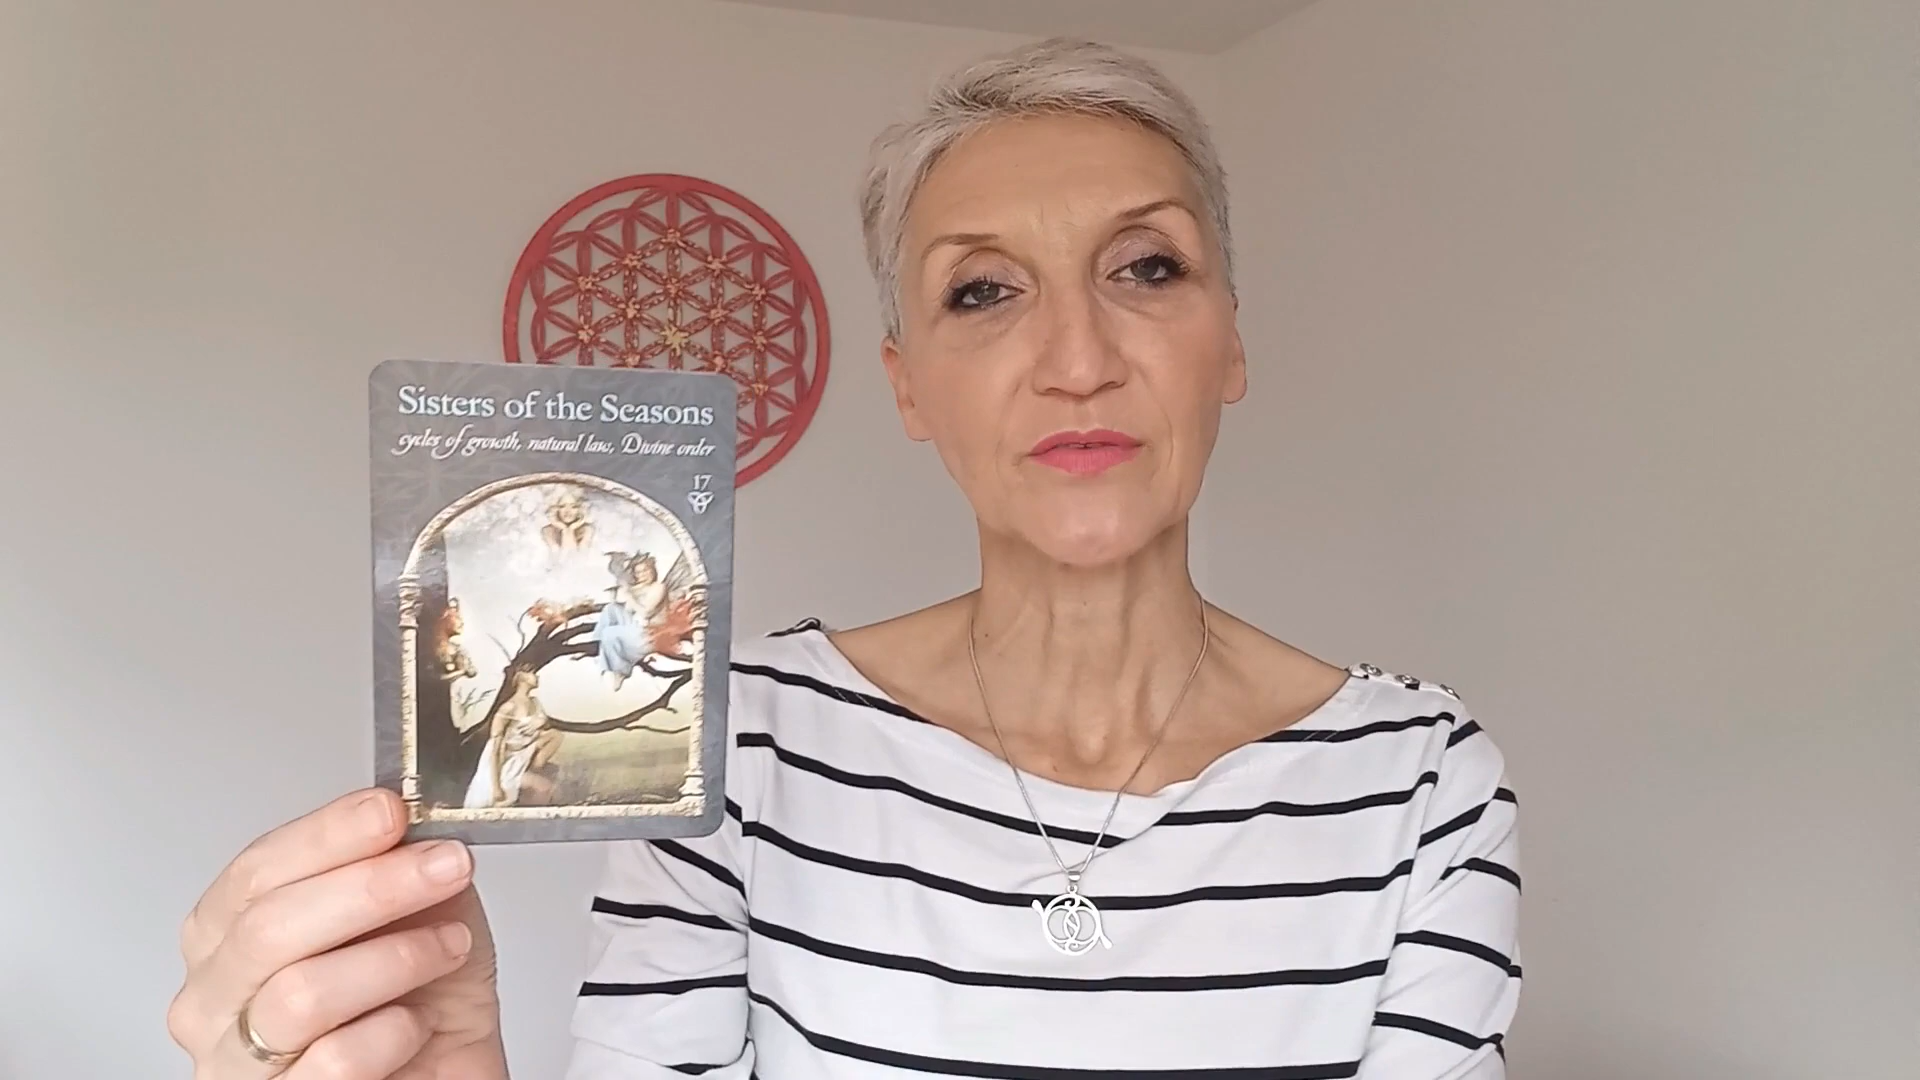 Sisters of the Seasons
cycles of growth, natural law, Divine order
17